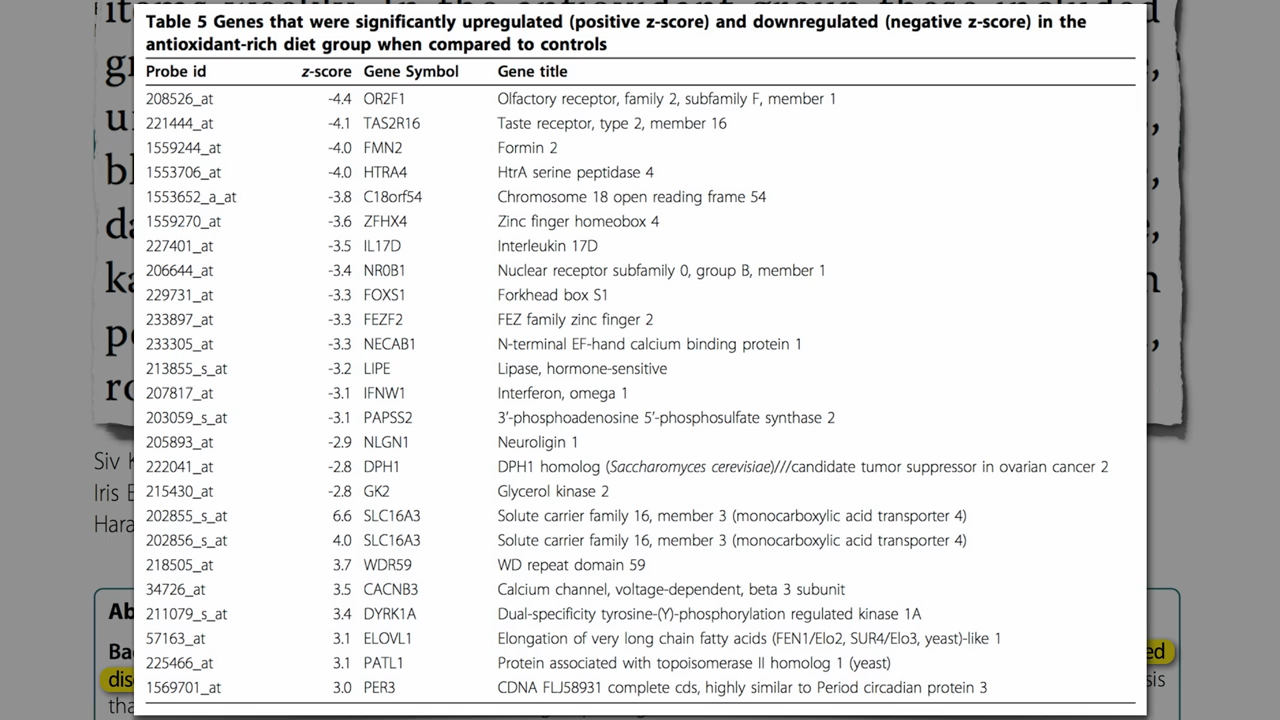 Table 5 Genes that were significantly upregulated (positive z-score) and downregulated (negative z-score) in the
antioxidant-rich diet group when compared to controls
Probe id z-score Gene Symbol Gene title
208526_at -4.4 OR2F1 Olfactory receptor, family 2, subfamily F, member 1
221444_at -4.1 TAS2R16 Taste receptor, type 2, member 16
1559244_at -4.0 FMN2 Formin 2
1553706_at -4.0 HTRA4 HtrA serine peptidase 4
1553652_a_at -3.8 C18orf54 Chromosome 18 open reading frame 54
1559270_at -3.6 ZFHX4 Zinc finger homeobox 4
227401_at -3.5 IL17D Interleukin 17D
206644_at -3.4 NR0B1 Nuclear receptor subfamily 0, group B, member 1
229731_at -3.3 FOXS1 Forkhead box S1
233897_at -3.3 FEZF2 FEZ family zinc finger 2
233305_at -3.3 NECAB1 N-terminal EF-hand calcium binding protein 1
213855_s_at -3.2 LIPE Lipase, hormone-sensitive
207817_at -3.1 IFNW1 Interferon, omega 1
203059_s_at -3.1 PAPSS2 3′-phosphoadenosine 5′-phosphosulfate synthase 2
205893_at -2.9 NLGN1 Neuroligin 1
222041_at -2.8 DPH1 DPH1 homolog (Saccharomyces cerevisiae)///candidate tumor suppressor in ovarian cancer 2
215430_at -2.8 GK2 Glycerol kinase 2
202855_s_at 6.6 SLC16A3 Solute carrier family 16, member 3 (monocarboxylic acid transporter 4)
202856_s_at 4.0 SLC16A3 Solute carrier family 16, member 3 (monocarboxylic acid transporter 4)
218505_at 3.7 WDR59 WD repeat domain 59
34726_at 3.5 CACNB3 Calcium channel, voltage-dependent, beta 3 subunit
211079_s_at 3.4 DYRK1A Dual-specificity tyrosine-(Y)-phosphorylation regulated kinase 1A
57163_at 3.1 ELOVL1 Elongation of very long chain fatty acids (FEN1/Elo2, SUR4/Elo3, yeast)-like 1
225466_at 3.1 PATL1 Protein associated with topoisomerase II homolog 1 (yeast)
1569701_at 3.0 PER3 CDNA FLJ58931 complete cds, highly similar to Period circadian protein 3